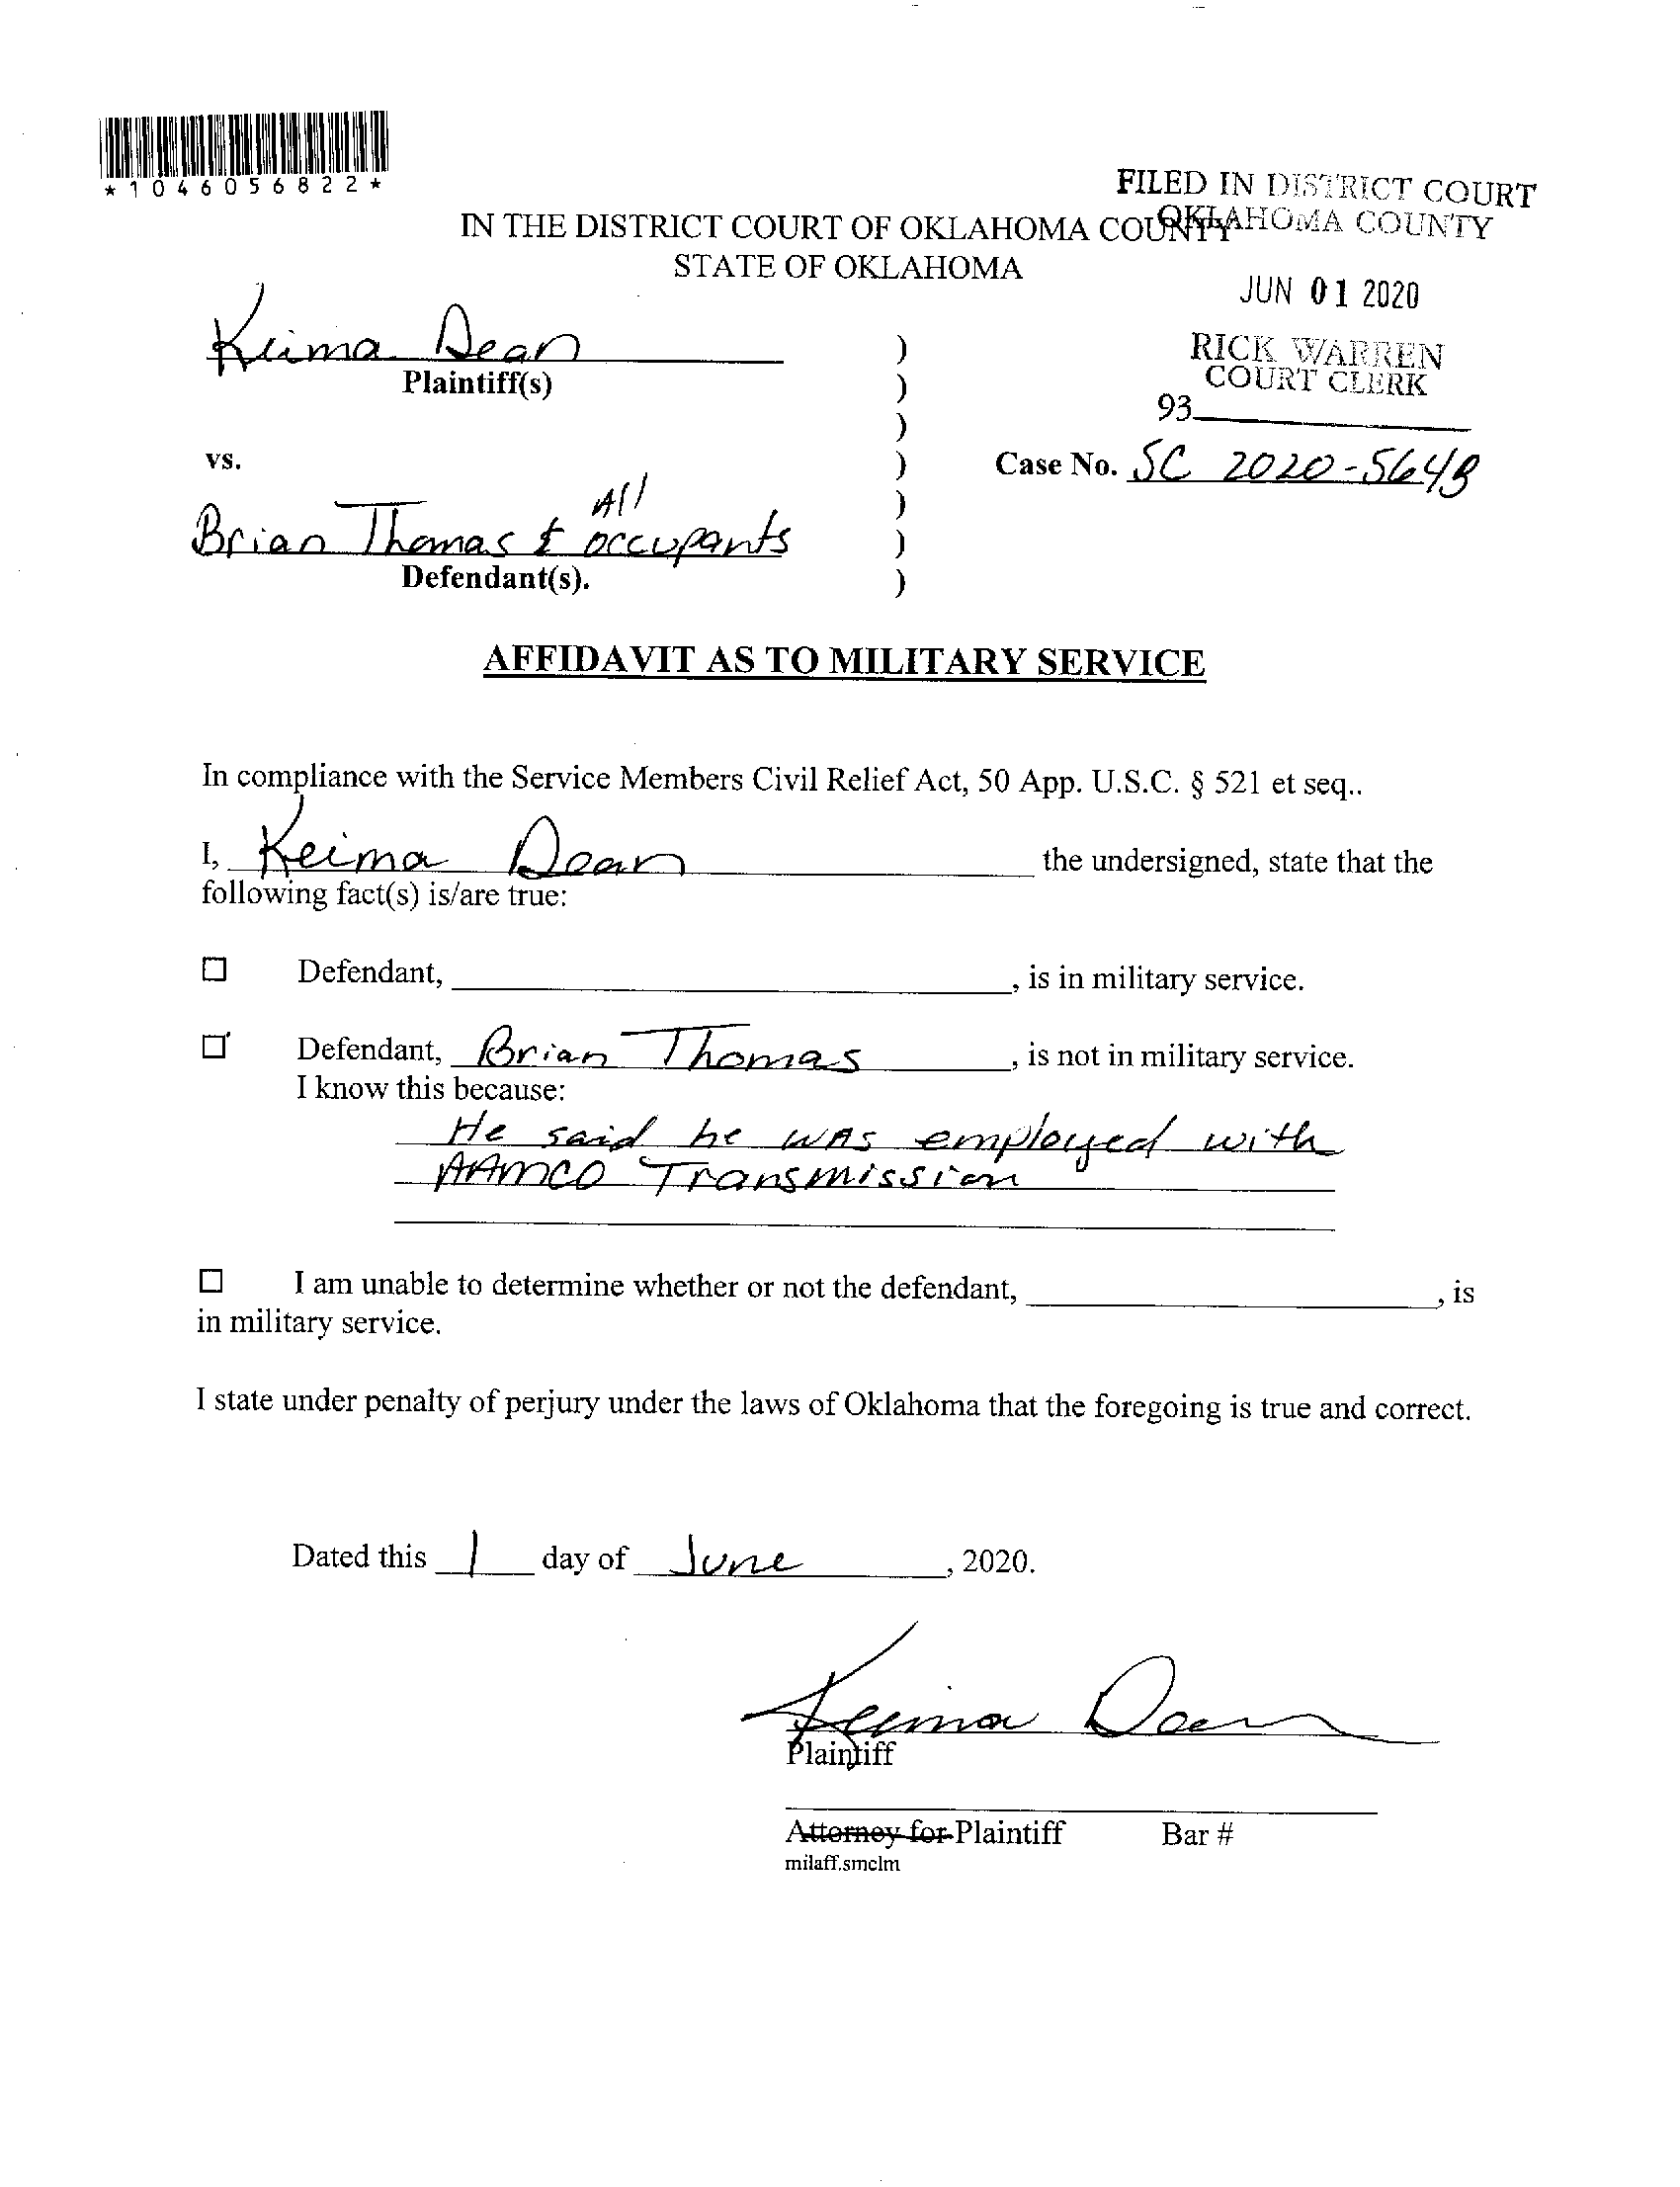 *1046056822*
FILED IN DISTRICT COURT
OKLAHOMA COUNTY
IN THE DISTRICT COURT OF OKLAHOMA COUNTY
STATE OF OKLAHOMA
JUN 01 2020
Keima Dean
Plaintiff(s)
)
)
)
)
)
)
)
RICK WARREN
COURT CLERK
93
vs.
Case No. SC 2020-5643
All
Brian Thomas & occupants
Defendant(s).
AFFIDAVIT AS TO MILITARY SERVICE
In compliance with the Service Members Civil Relief Act, 50 App. U.S.C. § 521 et seq..
I, Keima Dean the undersigned, state that the
following fact(s) is/are true:
☐ Defendant, , is in military service.
☐ Defendant, Brian Thomas , is not in military service.
I know this because:
He said he was employed with
AAMCO Transmission
☐ I am unable to determine whether or not the defendant, , is
in military service.
I state under penalty of perjury under the laws of Oklahoma that the foregoing is true and correct.
Dated this 1 day of June , 2020.
Keima Dean
Plaintiff
Attorney for Plaintiff Bar #
milaff.smclm